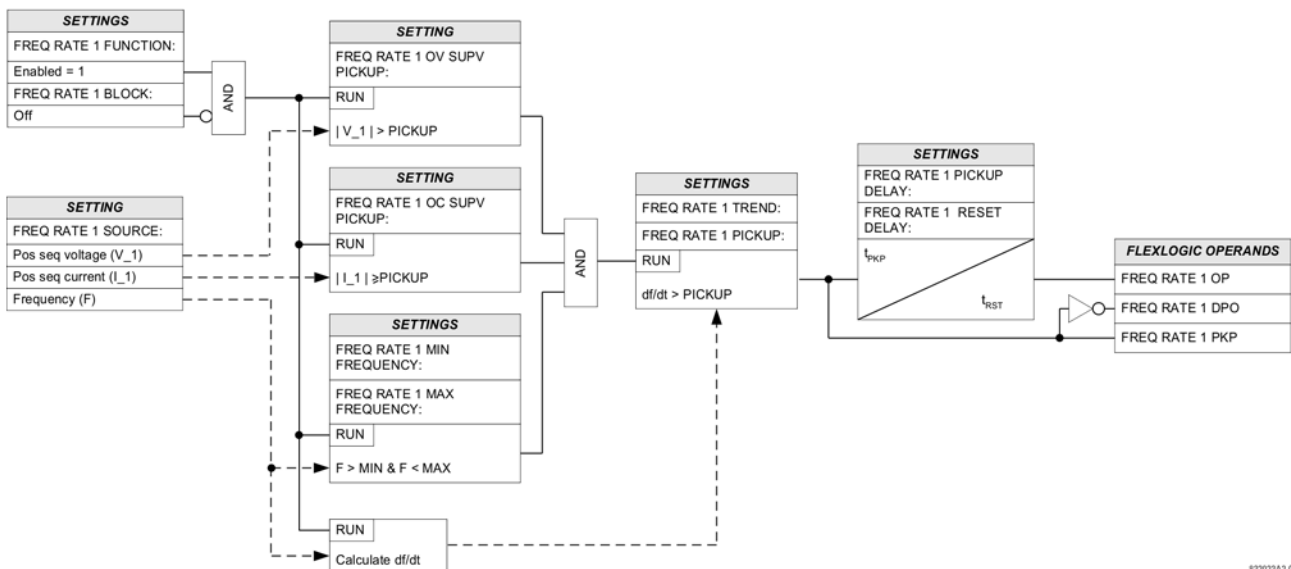 SETTINGS
FREQ RATE 1 FUNCTION:
Enabled = 1
FREQ RATE 1 BLOCK:
Off
AND
SETTING
FREQ RATE 1 SOURCE:
Pos seq voltage (V_1)
Pos seq current (I_1)
Frequency (F)
SETTING
FREQ RATE 1 OV SUPV
PICKUP:
RUN
| V_1 | > PICKUP
SETTING
FREQ RATE 1 OC SUPV
PICKUP:
RUN
| I_1 | ⩾PICKUP
SETTINGS
FREQ RATE 1 MIN
FREQUENCY:
FREQ RATE 1 MAX
FREQUENCY:
RUN
F > MIN & F < MAX
RUN
Calculate df/dt
AND
SETTINGS
FREQ RATE 1 TREND:
FREQ RATE 1 PICKUP:
RUN
df/dt > PICKUP
SETTINGS
FREQ RATE 1 PICKUP
DELAY:
FREQ RATE 1 RESET
DELAY:
tPKP
tRST
FLEXLOGIC OPERANDS
FREQ RATE 1 OP
FREQ RATE 1 DPO
FREQ RATE 1 PKP